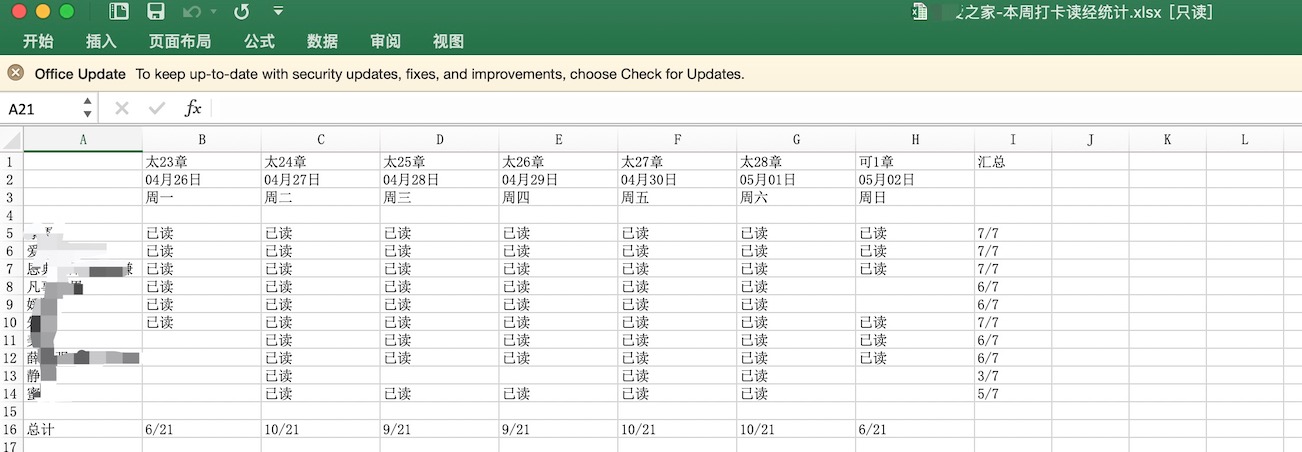 之家-本周打卡读经统计.xlsx [只读]
开始 插入 页面布局 公式 数据 审阅 视图
Office Update To keep up-to-date with security updates, fixes, and improvements, choose Check for Updates.
A21 fx
A B C D E F G H I J K L
1 太23章 太24章 太25章 太26章 太27章 太28章 可1章 汇总
2 04月26日 04月27日 04月28日 04月29日 04月30日 05月01日 05月02日
3 周一 周二 周三 周四 周五 周六 周日
4
5 已读 已读 已读 已读 已读 已读 已读 7/7
6 爱 已读 已读 已读 已读 已读 已读 已读 7/7
7 已读 已读 已读 已读 已读 已读 已读 7/7
8 凡 已读 已读 已读 已读 已读 已读 6/7
9 已读 已读 已读 已读 已读 已读 6/7
10 已读 已读 已读 已读 已读 已读 已读 7/7
11 已读 已读 已读 已读 已读 已读 6/7
12 薛 已读 已读 已读 已读 已读 已读 6/7
13 静 已读 已读 已读 3/7
14 蜜 已读 已读 已读 已读 已读 5/7
15
16 总计 6/21 10/21 9/21 9/21 10/21 10/21 6/21
17